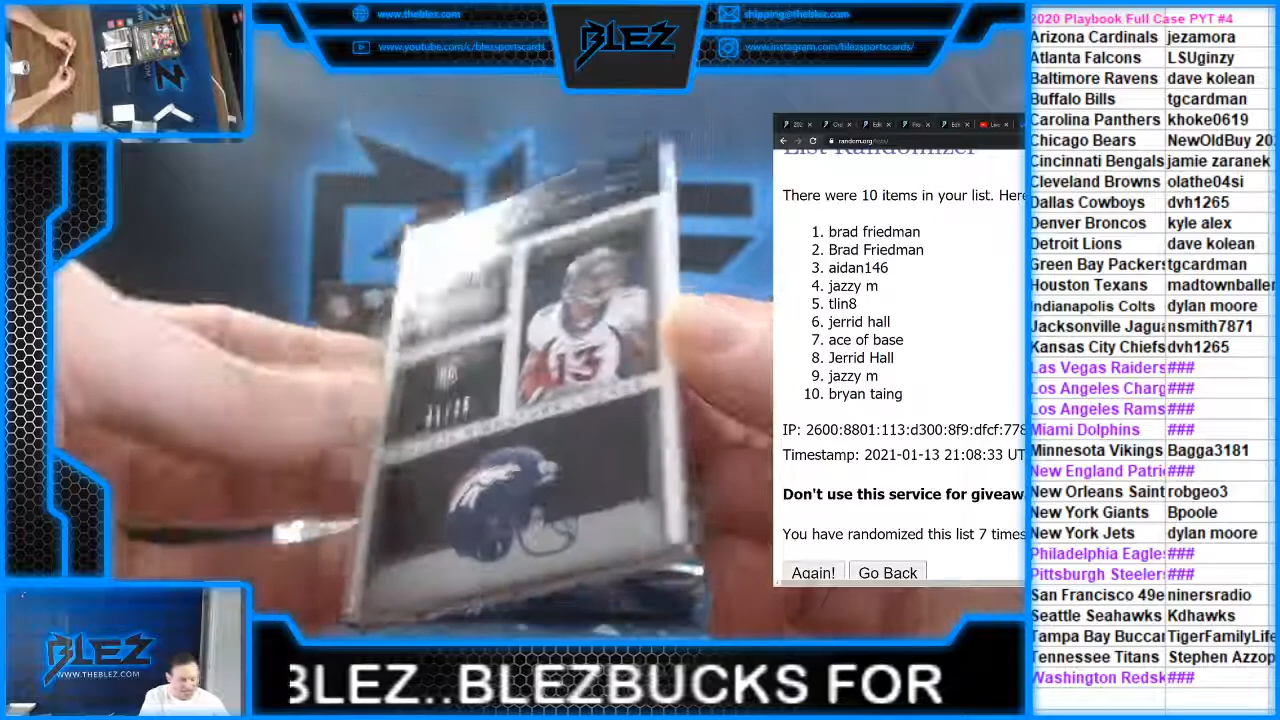 www.theblez.com
shipping@theblez.com
www.youtube.com/c/blezsportscards
www.instagram.com/blezsportscards/
BLEZ
random.org/lists/
List Randomizer
There were 10 items in your list. Here
1. brad friedman
2. Brad Friedman
3. aidan146
4. jazzy m
5. tlin8
6. jerrid hall
7. ace of base
8. Jerrid Hall
9. jazzy m
10. bryan taing
IP: 2600:8801:113:d300:8f9:dfcf:778
Timestamp: 2021-01-13 21:08:33 UT
Don't use this service for giveaw
You have randomized this list 7 times
Again! Go Back
2020 Playbook Full Case PYT #4
Arizona Cardinals jezamora
Atlanta Falcons LSUginzy
Baltimore Ravens dave kolean
Buffalo Bills tgcardman
Carolina Panthers khoke0619
Chicago Bears NewOldBuy 20
Cincinnati Bengals jamie zaranek
Cleveland Browns olathe04si
Dallas Cowboys dvh1265
Denver Broncos kyle alex
Detroit Lions dave kolean
Green Bay Packers tgcardman
Houston Texans madtownballer
Indianapolis Colts dylan moore
Jacksonville Jagua nsmith7871
Kansas City Chiefs dvh1265
Las Vegas Raiders ###
Los Angeles Charg ###
Los Angeles Rams ###
Miami Dolphins ###
Minnesota Vikings Bagga3181
New England Patri ###
New Orleans Saint robgeo3
New York Giants Bpoole
New York Jets dylan moore
Philadelphia Eagle ###
Pittsburgh Steeler ###
San Francisco 49e ninersradio
Seattle Seahawks Kdhawks
Tampa Bay Buccar TigerFamilyLife
Tennessee Titans Stephen Azzop
Washington Redsk ###
13
BLEZ
WWW.THEBLEZ.COM
BLEZ..BLEZBUCKS FOR